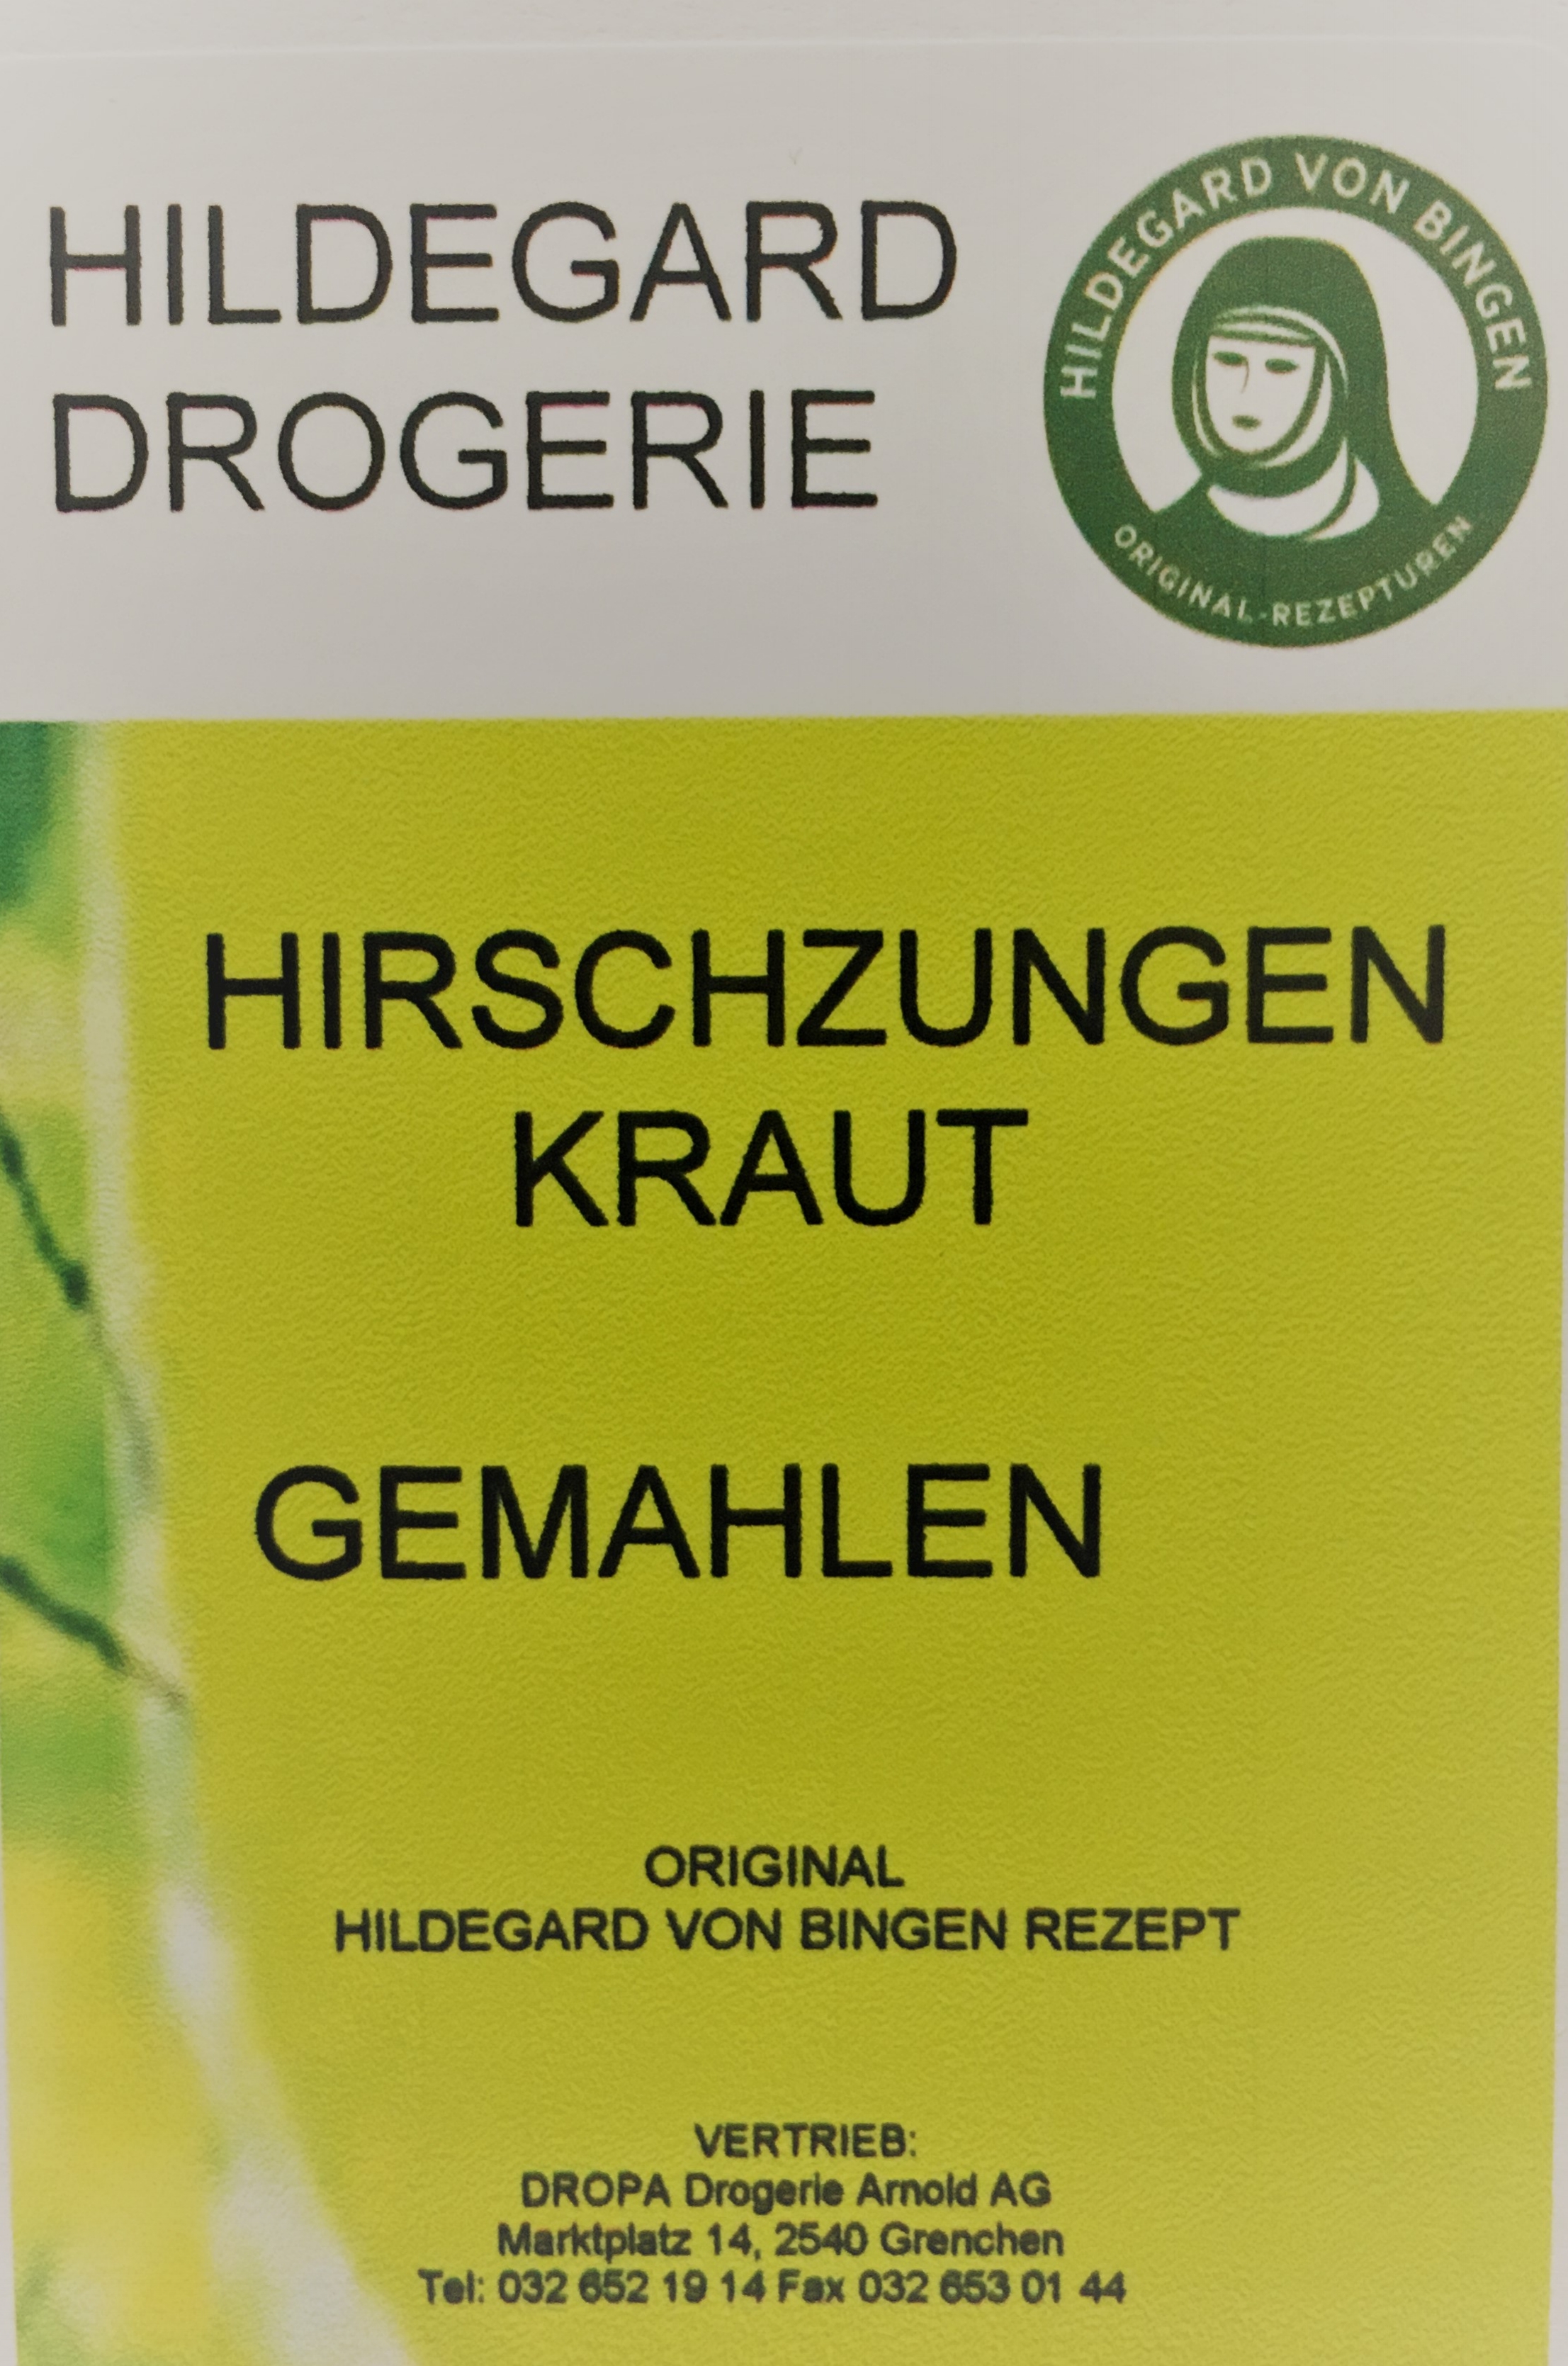 HILDEGARD
DROGERIE
HILDEGARD VON BINGEN
ORIGINAL-REZEPTUREN
HIRSCHZUNGEN
KRAUT
GEMAHLEN
ORIGINAL
HILDEGARD VON BINGEN REZEPT
VERTRIEB:
DROPA Drogerie Arnold AG
Marktplatz 14, 2540 Grenchen
Tel: 032 652 19 14 Fax 032 653 01 44